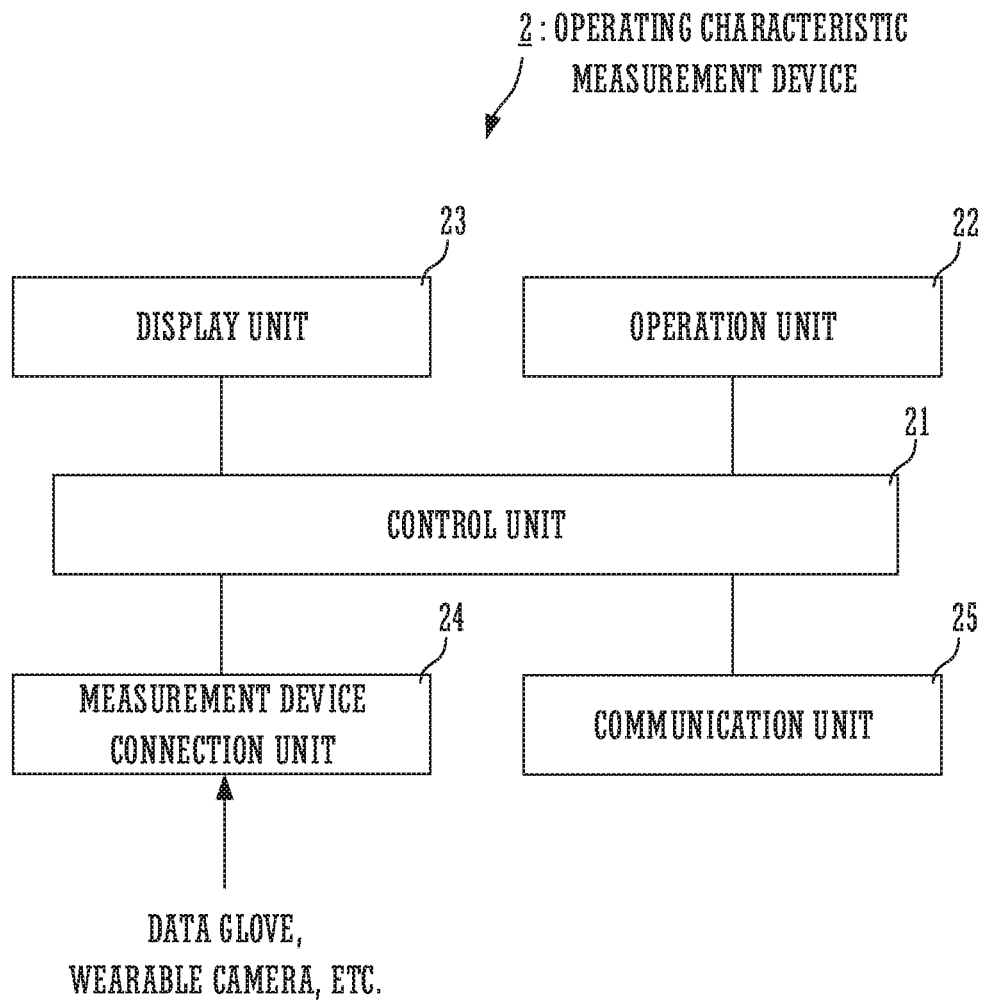 2 : OPERATING CHARACTERISTIC
MEASUREMENT DEVICE
23
22
DISPLAY UNIT
OPERATION UNIT
21
CONTROL UNIT
24
25
MEASUREMENT DEVICE
CONNECTION UNIT
COMMUNICATION UNIT
DATA GLOVE,
WEARABLE CAMERA, ETC.